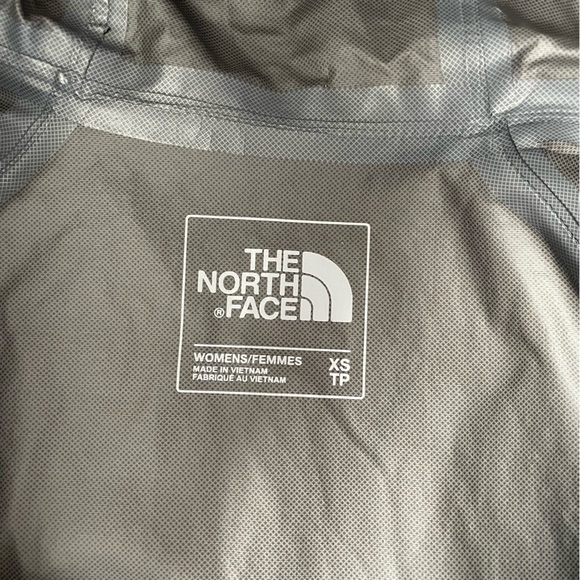 THE
NORTH
®FACE
WOMENS/FEMMES
MADE IN VIETNAM
FABRIQUÉ AU VIETNAM
XS
TP